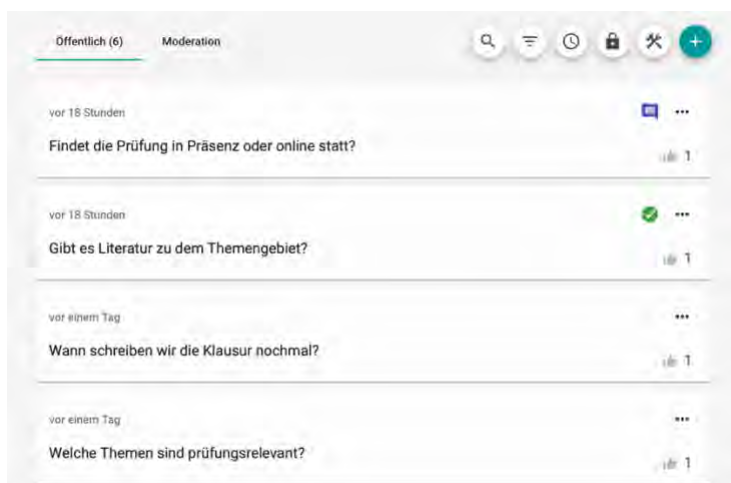 Öffentlich (6) Moderation
vor 18 Stunden
Findet die Prüfung in Präsenz oder online statt?
1
vor 18 Stunden
Gibt es Literatur zu dem Themengebiet?
1
vor einem Tag
Wann schreiben wir die Klausur nochmal?
1
vor einem Tag
Welche Themen sind prüfungsrelevant?
1